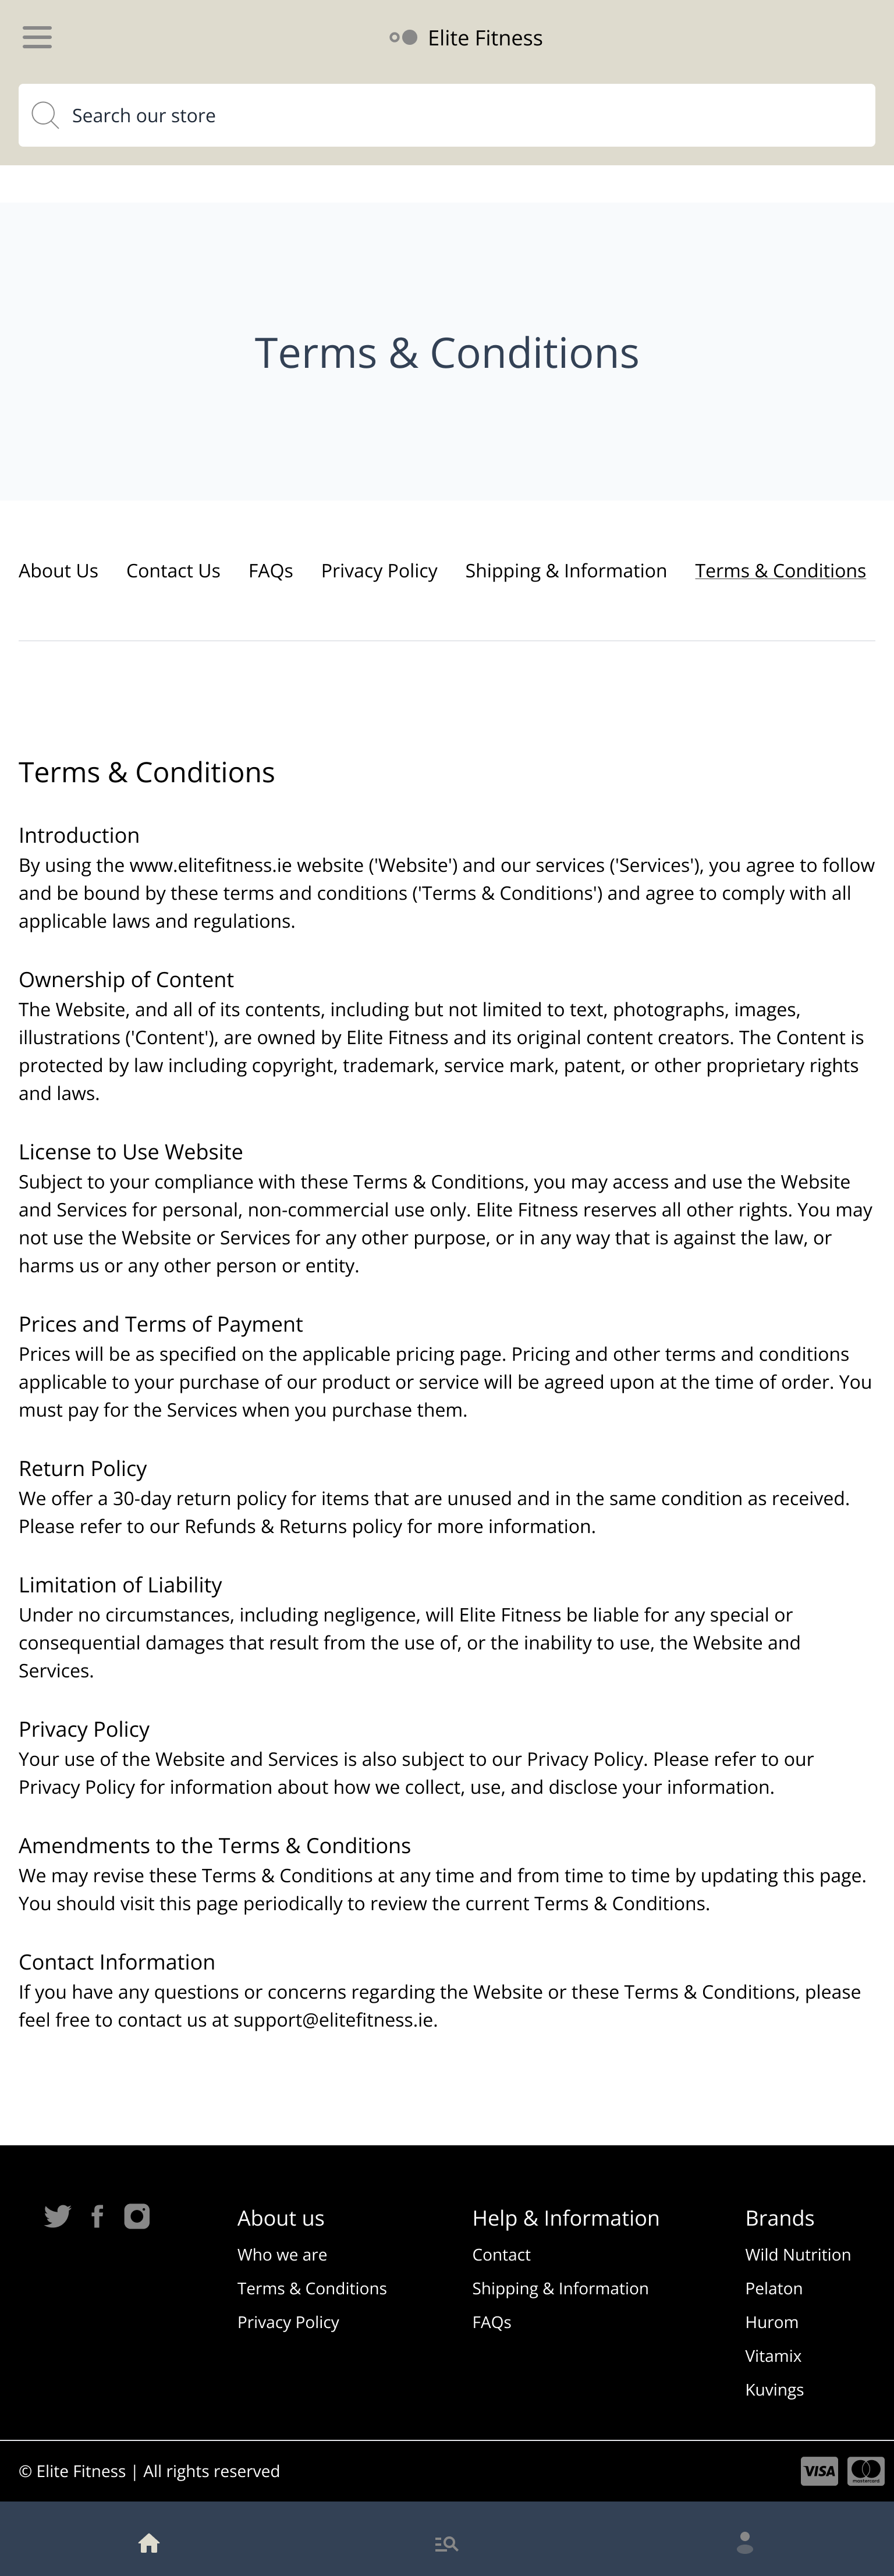 Elite Fitness
Search our store
Terms & Conditions
About Us Contact Us FAQs Privacy Policy Shipping & Information Terms & Conditions
Terms & Conditions
Introduction
By using the www.elitefitness.ie website ('Website') and our services ('Services'), you agree to follow
and be bound by these terms and conditions ('Terms & Conditions') and agree to comply with all
applicable laws and regulations.
Ownership of Content
The Website, and all of its contents, including but not limited to text, photographs, images,
illustrations ('Content'), are owned by Elite Fitness and its original content creators. The Content is
protected by law including copyright, trademark, service mark, patent, or other proprietary rights
and laws.
License to Use Website
Subject to your compliance with these Terms & Conditions, you may access and use the Website
and Services for personal, non-commercial use only. Elite Fitness reserves all other rights. You may
not use the Website or Services for any other purpose, or in any way that is against the law, or
harms us or any other person or entity.
Prices and Terms of Payment
Prices will be as specified on the applicable pricing page. Pricing and other terms and conditions
applicable to your purchase of our product or service will be agreed upon at the time of order. You
must pay for the Services when you purchase them.
Return Policy
We offer a 30-day return policy for items that are unused and in the same condition as received.
Please refer to our Refunds & Returns policy for more information.
Limitation of Liability
Under no circumstances, including negligence, will Elite Fitness be liable for any special or
consequential damages that result from the use of, or the inability to use, the Website and
Services.
Privacy Policy
Your use of the Website and Services is also subject to our Privacy Policy. Please refer to our
Privacy Policy for information about how we collect, use, and disclose your information.
Amendments to the Terms & Conditions
We may revise these Terms & Conditions at any time and from time to time by updating this page.
You should visit this page periodically to review the current Terms & Conditions.
Contact Information
If you have any questions or concerns regarding the Website or these Terms & Conditions, please
feel free to contact us at support@elitefitness.ie.
About us
Who we are
Terms & Conditions
Privacy Policy
Help & Information
Contact
Shipping & Information
FAQs
Brands
Wild Nutrition
Pelaton
Hurom
Vitamix
Kuvings
© Elite Fitness | All rights reserved
VISA
mastercard